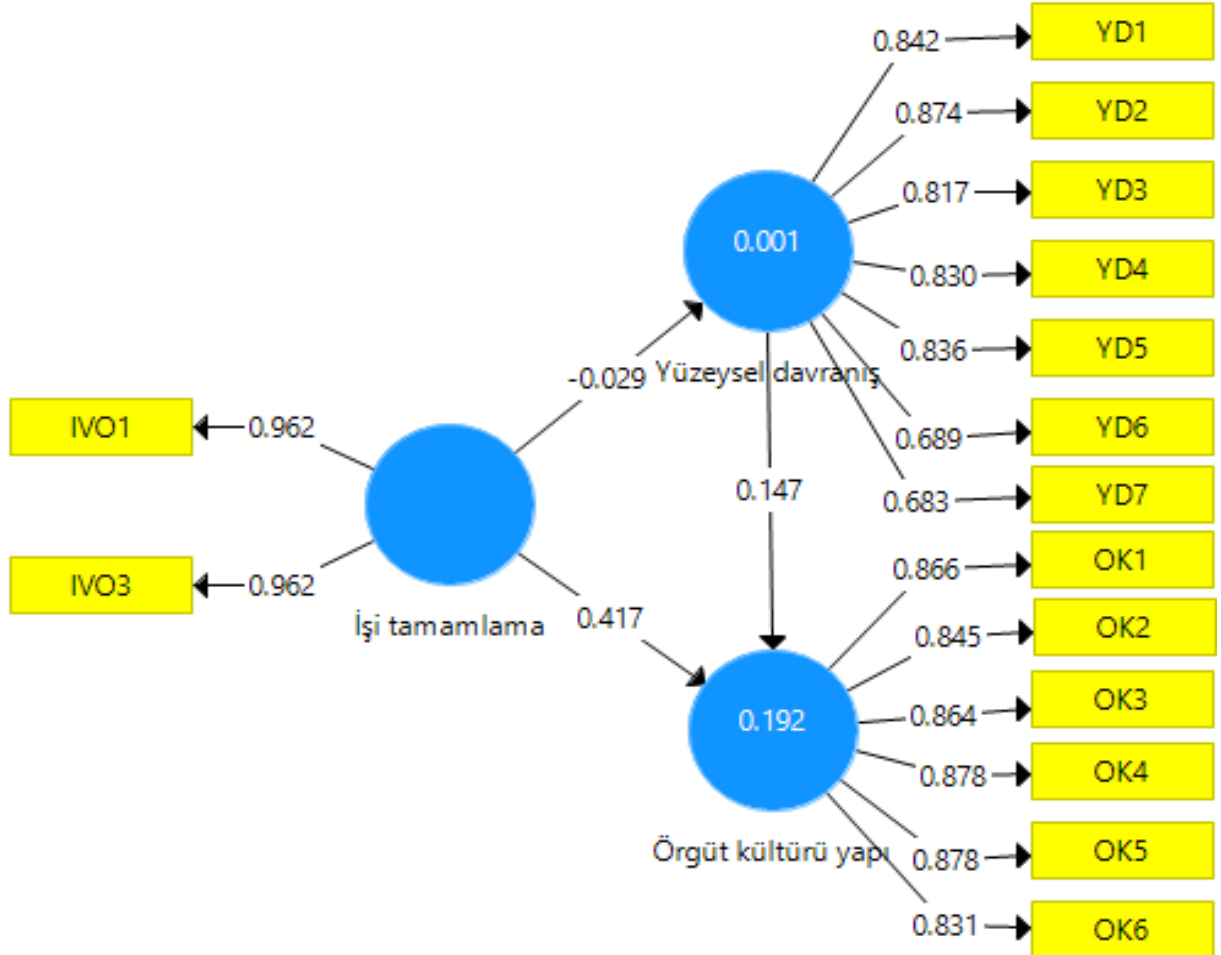 0.842
YD1
0.874
YD2
0.817
YD3
0.001
0.830
YD4
0.836
YD5
-0.029
Yüzeysel davranış
IVO1
0.962
0.689
YD6
0.147
0.683
YD7
0.866
OK1
IVO3
0.962
İşi tamamlama
0.417
0.845
OK2
0.192
0.864
OK3
0.878
OK4
Örgüt kültürü yapı
0.878
OK5
0.831
OK6